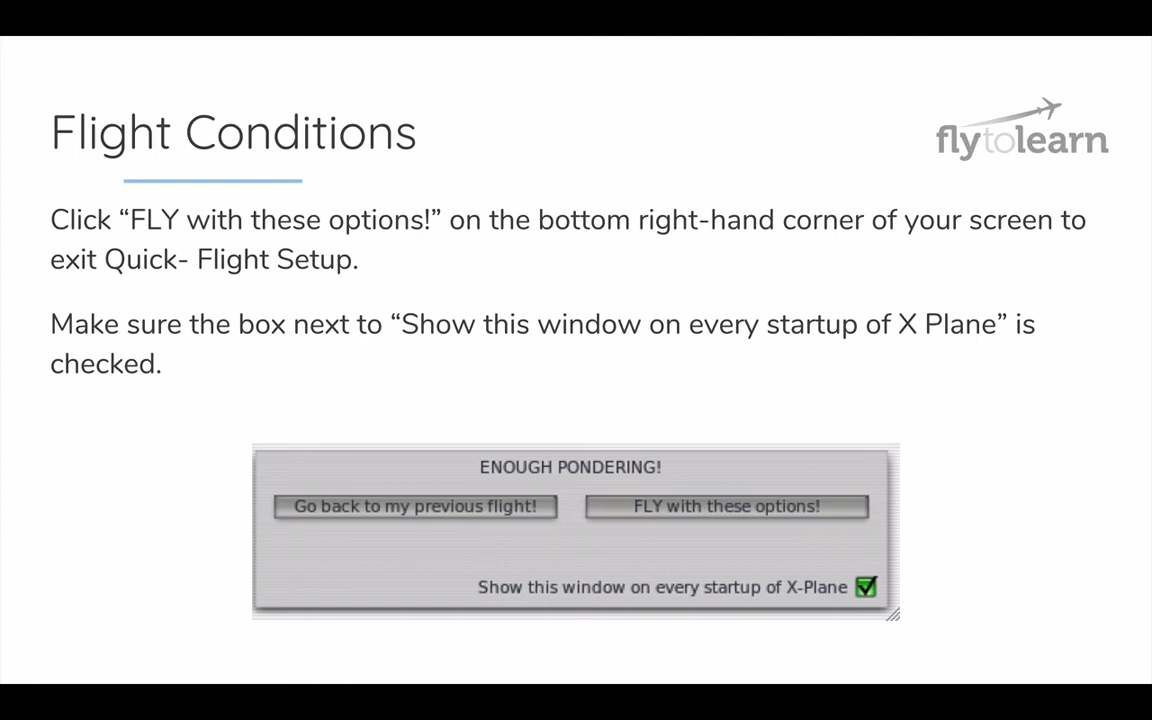 Flight Conditions
flytolearn
Click “FLY with these options!” on the bottom right-hand corner of your screen to
exit Quick- Flight Setup.
Make sure the box next to “Show this window on every startup of X Plane” is
checked.
ENOUGH PONDERING!
Go back to my previous flight! FLY with these options!
Show this window on every startup of X-Plane